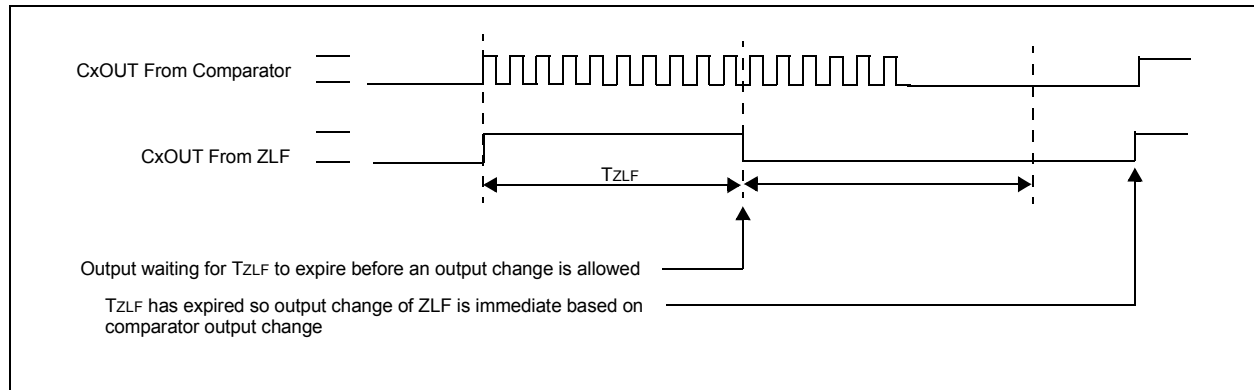 CxOUT From Comparator
CxOUT From ZLF
TZLF
Output waiting for TZLF to expire before an output change is allowed
TZLF has expired so output change of ZLF is immediate based on
comparator output change